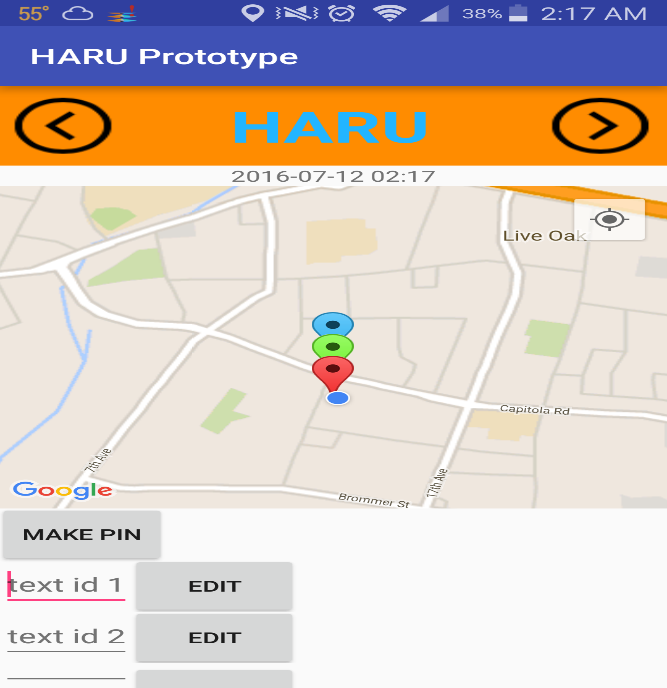 55° 38% 2:17 AM
HARU Prototype
< HARU >
2016-07-12 02:17
Live Oak
Capitola Rd
7th Ave
17th Ave
Google
Brommer St
MAKE PIN
text id 1 EDIT
text id 2 EDIT